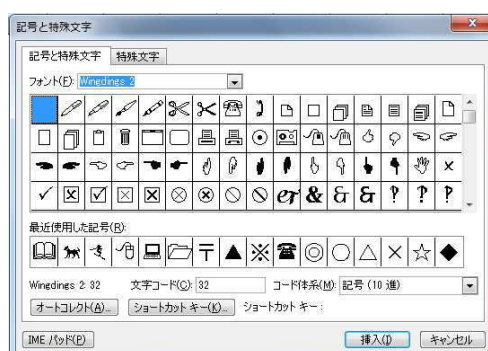 記号と特殊文字
記号と特殊文字 特殊文字
フォント(F): Wingdings 2
最近使用した記号(R):
Wingdings 2: 32 文字コード(C): 32 コード体系(M): 記号 (10 進)
オートコレクト(A)... ショートカット キー(K)... ショートカット キー:
IME パッド(P) 挿入(I) キャンセル